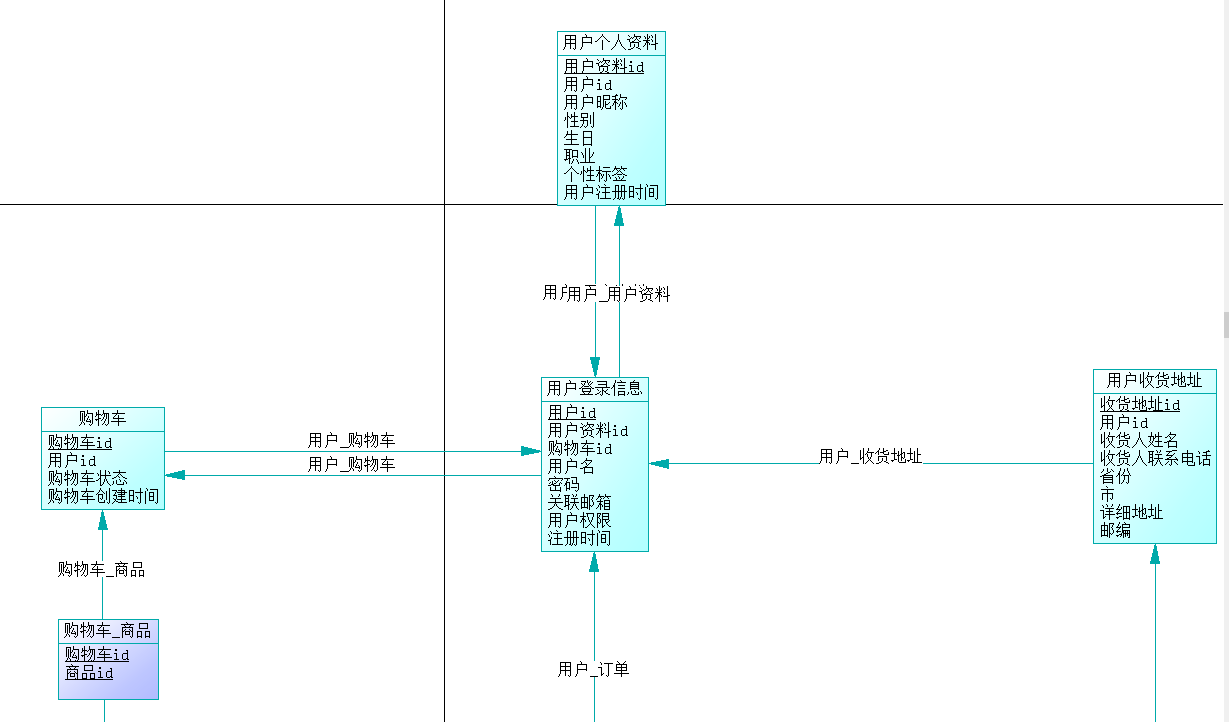 用户个人资料
用户资料id
用户id
用户昵称
性别
生日
职业
个性标签
用户注册时间
用户_用户资料
用户登录信息
用户id
用户资料id
购物车id
用户名
密码
关联邮箱
用户权限
注册时间
用户收货地址
收货地址id
用户id
收货人姓名
收货人联系电话
省份
市
详细地址
邮编
购物车
购物车id
用户id
购物车状态
购物车创建时间
用户_购物车
用户_购物车
用户_收货地址
购物车_商品
购物车_商品
购物车id
商品id
用户_订单